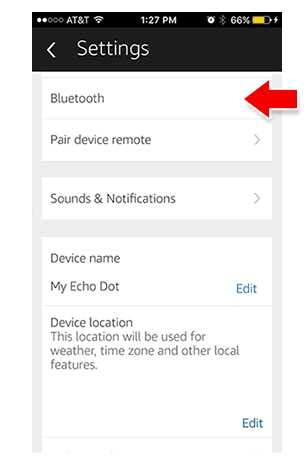 ●●○○○ AT&T 1:27 PM 66%
Settings
Bluetooth
Pair device remote
Sounds & Notifications
Device name
My Echo Dot Edit
Device location
This location will be used for
weather, time zone and other local
features.
Edit